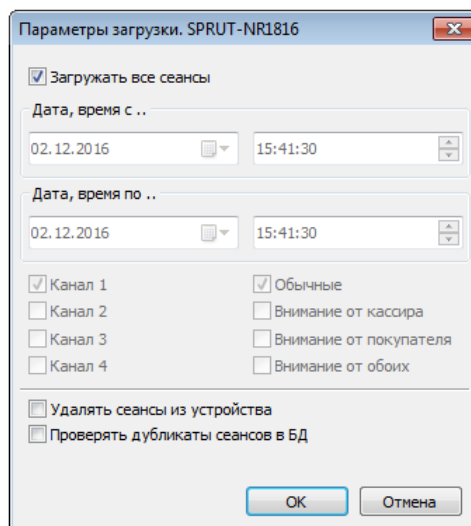 Параметры загрузки. SPRUT-NR1816
Загружать все сеансы
Дата, время с ..
02.12.2016 15:41:30
Дата, время по ..
02.12.2016 15:41:30
Канал 1 Обычные
Канал 2 Внимание от кассира
Канал 3 Внимание от покупателя
Канал 4 Внимание от обоих
Удалять сеансы из устройства
Проверять дубликаты сеансов в БД
ОК Отмена